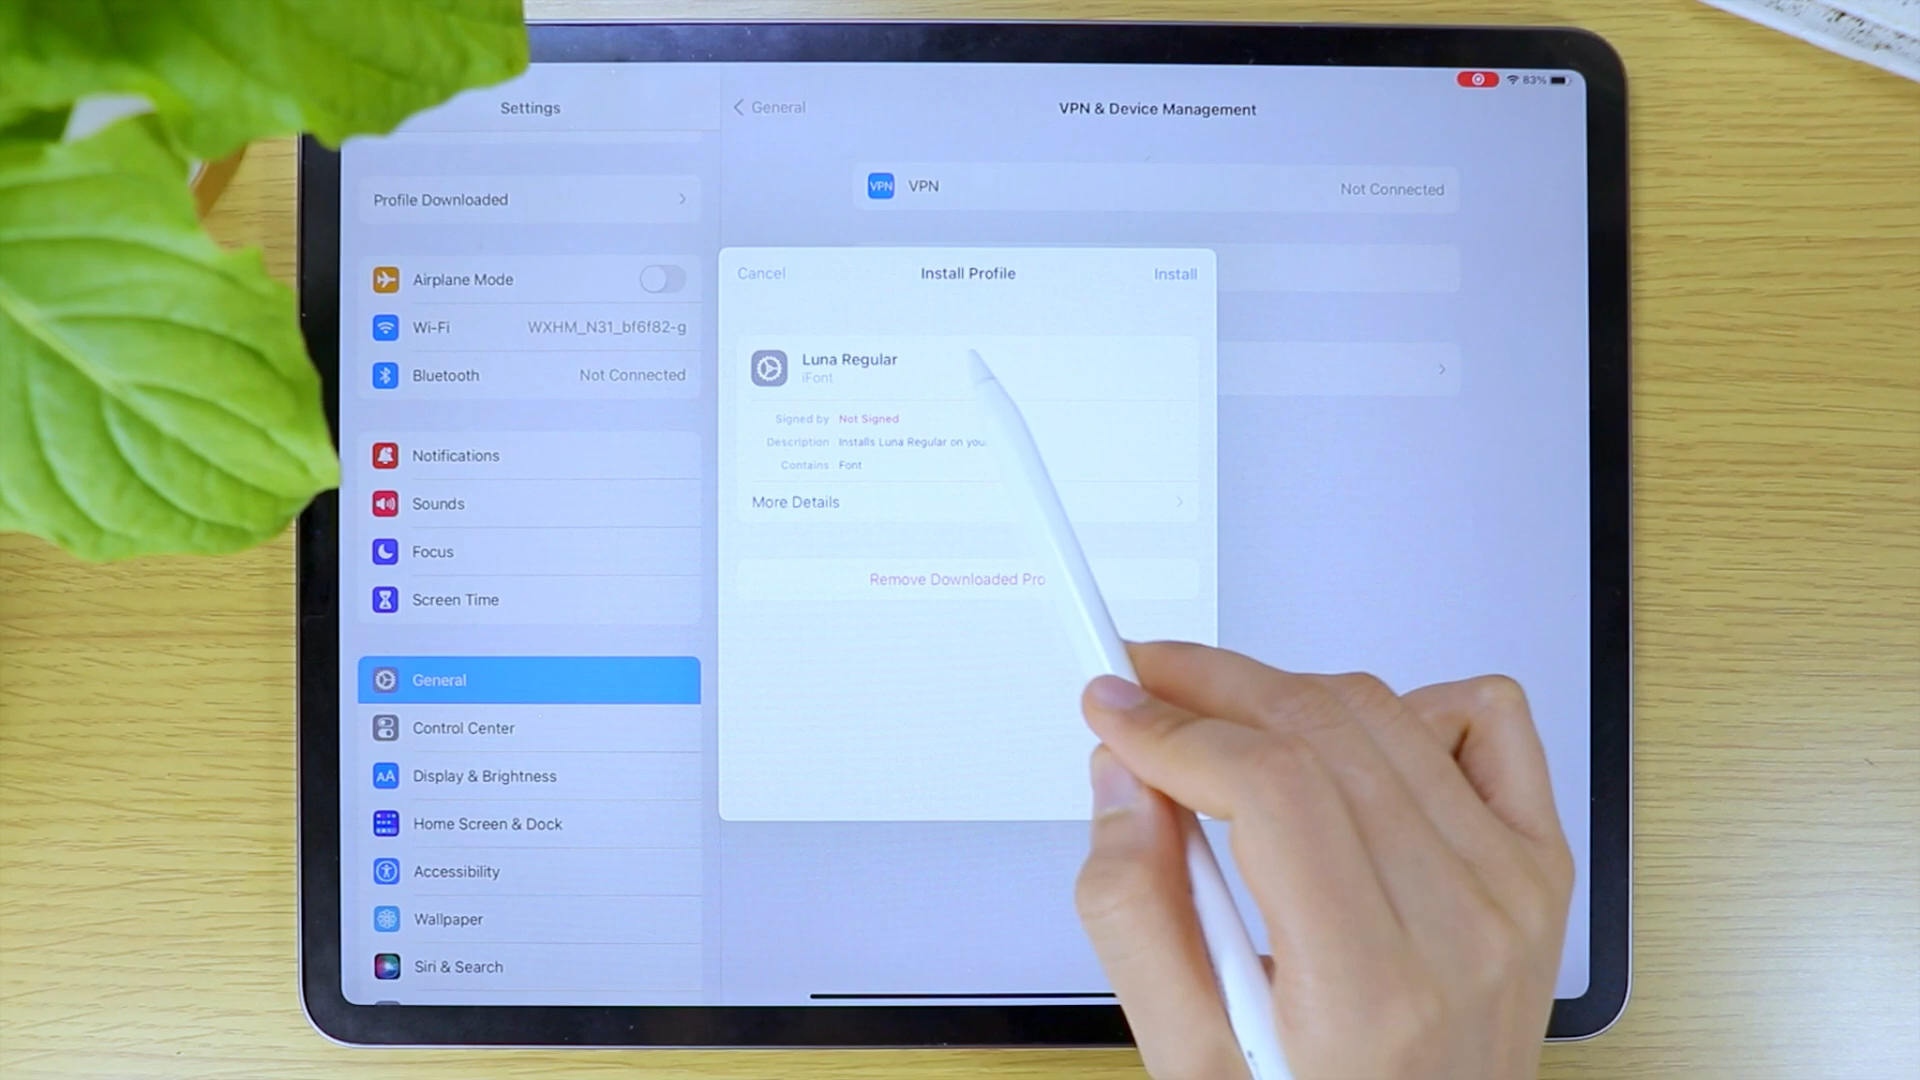 83%
Settings
General
VPN & Device Management
Profile Downloaded
VPN
VPN
Not Connected
Airplane Mode
Wi-Fi
WXHM_N31_bf6f82-g
Bluetooth
Not Connected
Notifications
Sounds
Focus
Screen Time
General
Control Center
AA
Display & Brightness
Home Screen & Dock
Accessibility
Wallpaper
Siri & Search
Cancel
Install Profile
Install
Luna Regular
iFont
Signed by Not Signed
Description Installs Luna Regular on you
Contains Font
More Details
Remove Downloaded Pro